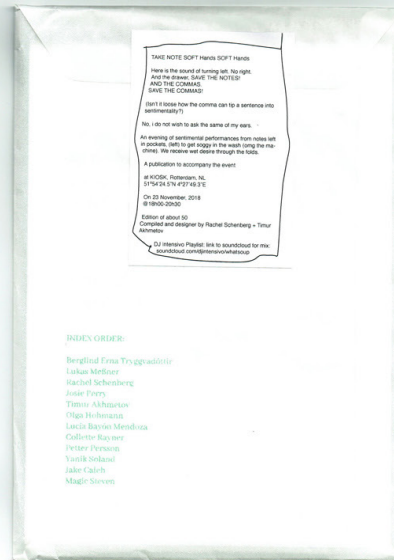 TAKE NOTE SOFT Hands SOFT Hands
Here is the sound of turning left. No right.
And the drawer, SAVE THE NOTES!
AND THE COMMAS.
SAVE THE COMMAS!
(Isn't it loose how the comma can tip a sentence into
sentimentality?)
No, i do not wish to ask the same of my ears.
An evening of sentimental performances from notes left
in pockets, (left) to get soggy in the wash (omg the ma-
chine). We receive wet desire through the folds.
A publication to accompany the event
at KIOSK, Rotterdam, NL
51°54'24.5"N 4°27'49.3"E
On 23 November, 2018
@18h00-20h30
Edition of about 50
Compiled and designed by Rachel Schenberg + Timur
Akhmetov
DJ Intensivo Playlist: link to soundcloud for mix:
soundcloud.com/djintensivo/whatsoup
INDEX ORDER:
Berglind Erna Tryggvadóttir
Lukas Meßner
Rachel Schenberg
Josie Perry
Timur Akhmetov
Olga Hohmann
Lucía Bayón Mendoza
Collette Rayner
Petter Persson
Yanik Soland
Jake Caleb
Magic Steven